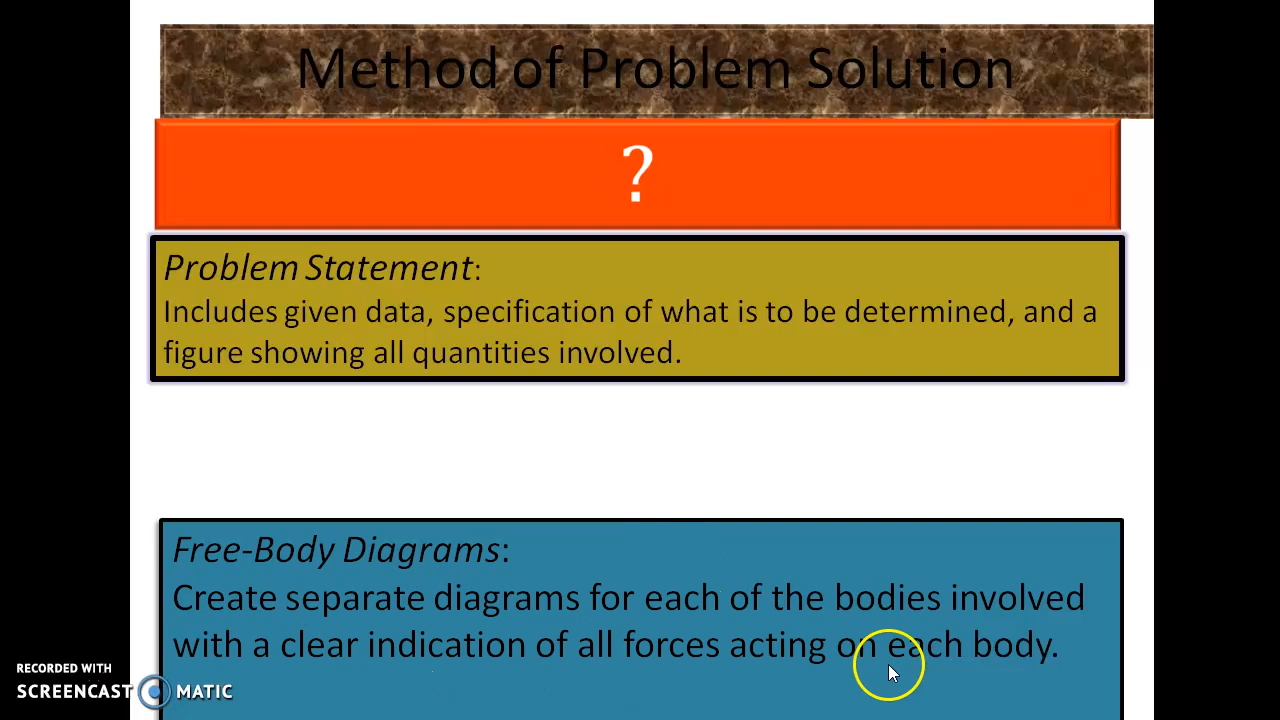 Method of Problem Solution
?
Problem Statement:
Includes given data, specification of what is to be determined, and a
figure showing all quantities involved.
Free-Body Diagrams:
Create separate diagrams for each of the bodies involved
with a clear indication of all forces acting on each body.
RECORDED WITH
SCREENCAST MATIC